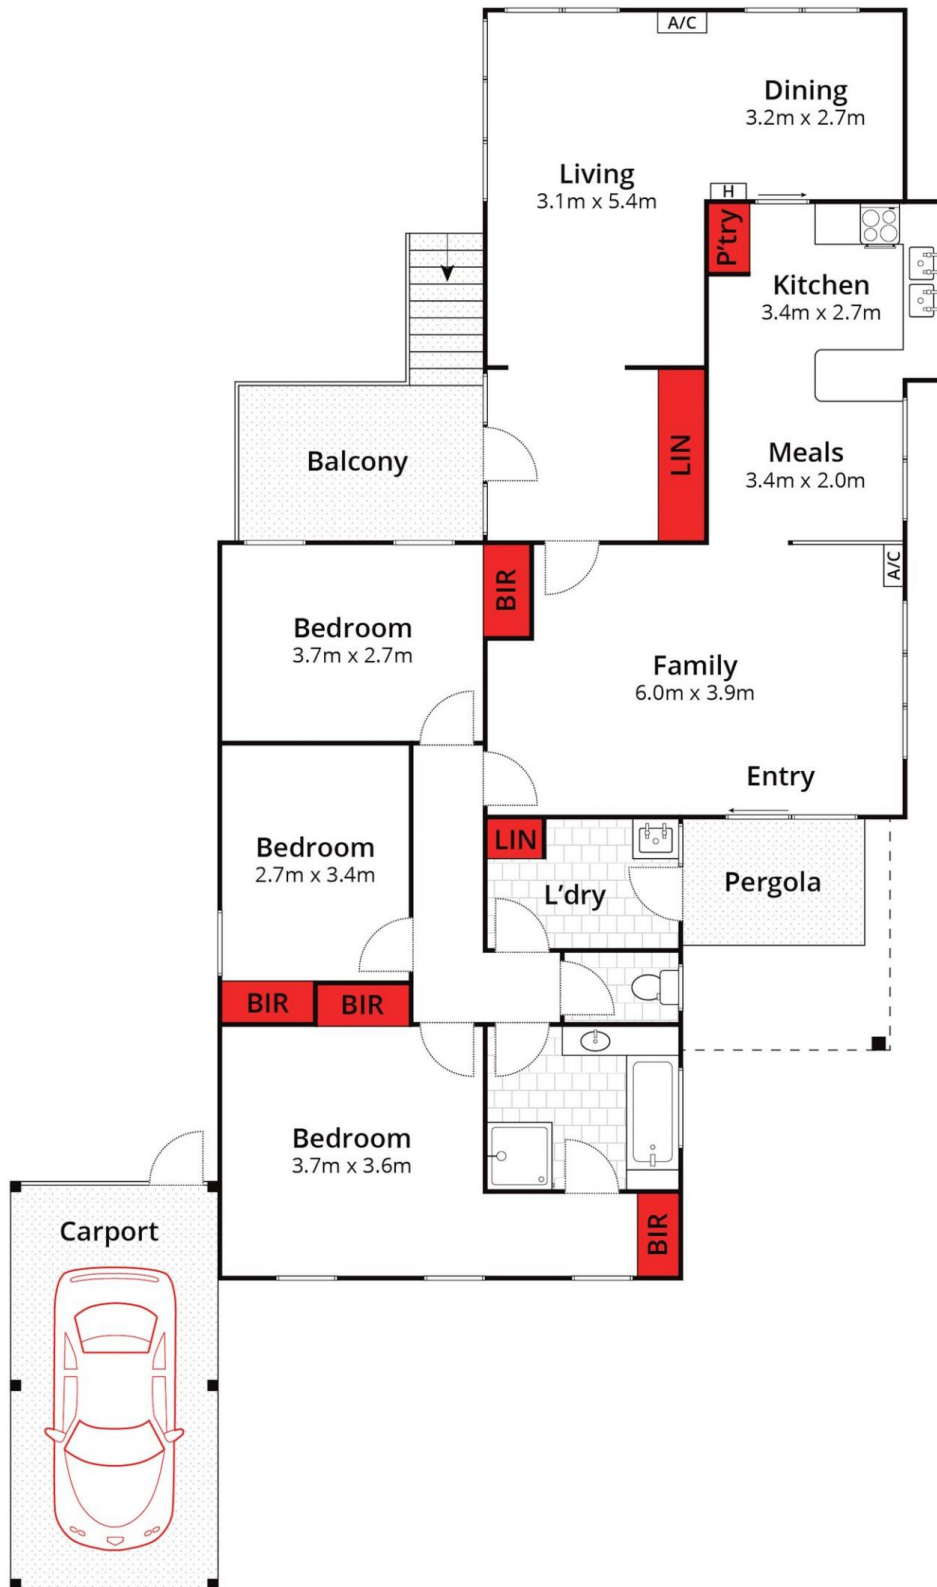 A/C
Dining
3.2m x 2.7m
Living
3.1m x 5.4m
H
P'try
Kitchen
3.4m x 2.7m
Balcony
LIN
Meals
3.4m x 2.0m
A/C
BIR
Bedroom
3.7m x 2.7m
Family
6.0m x 3.9m
Entry
LIN
Bedroom
2.7m x 3.4m
L'dry
Pergola
BIR
BIR
Bedroom
3.7m x 3.6m
BIR
Carport